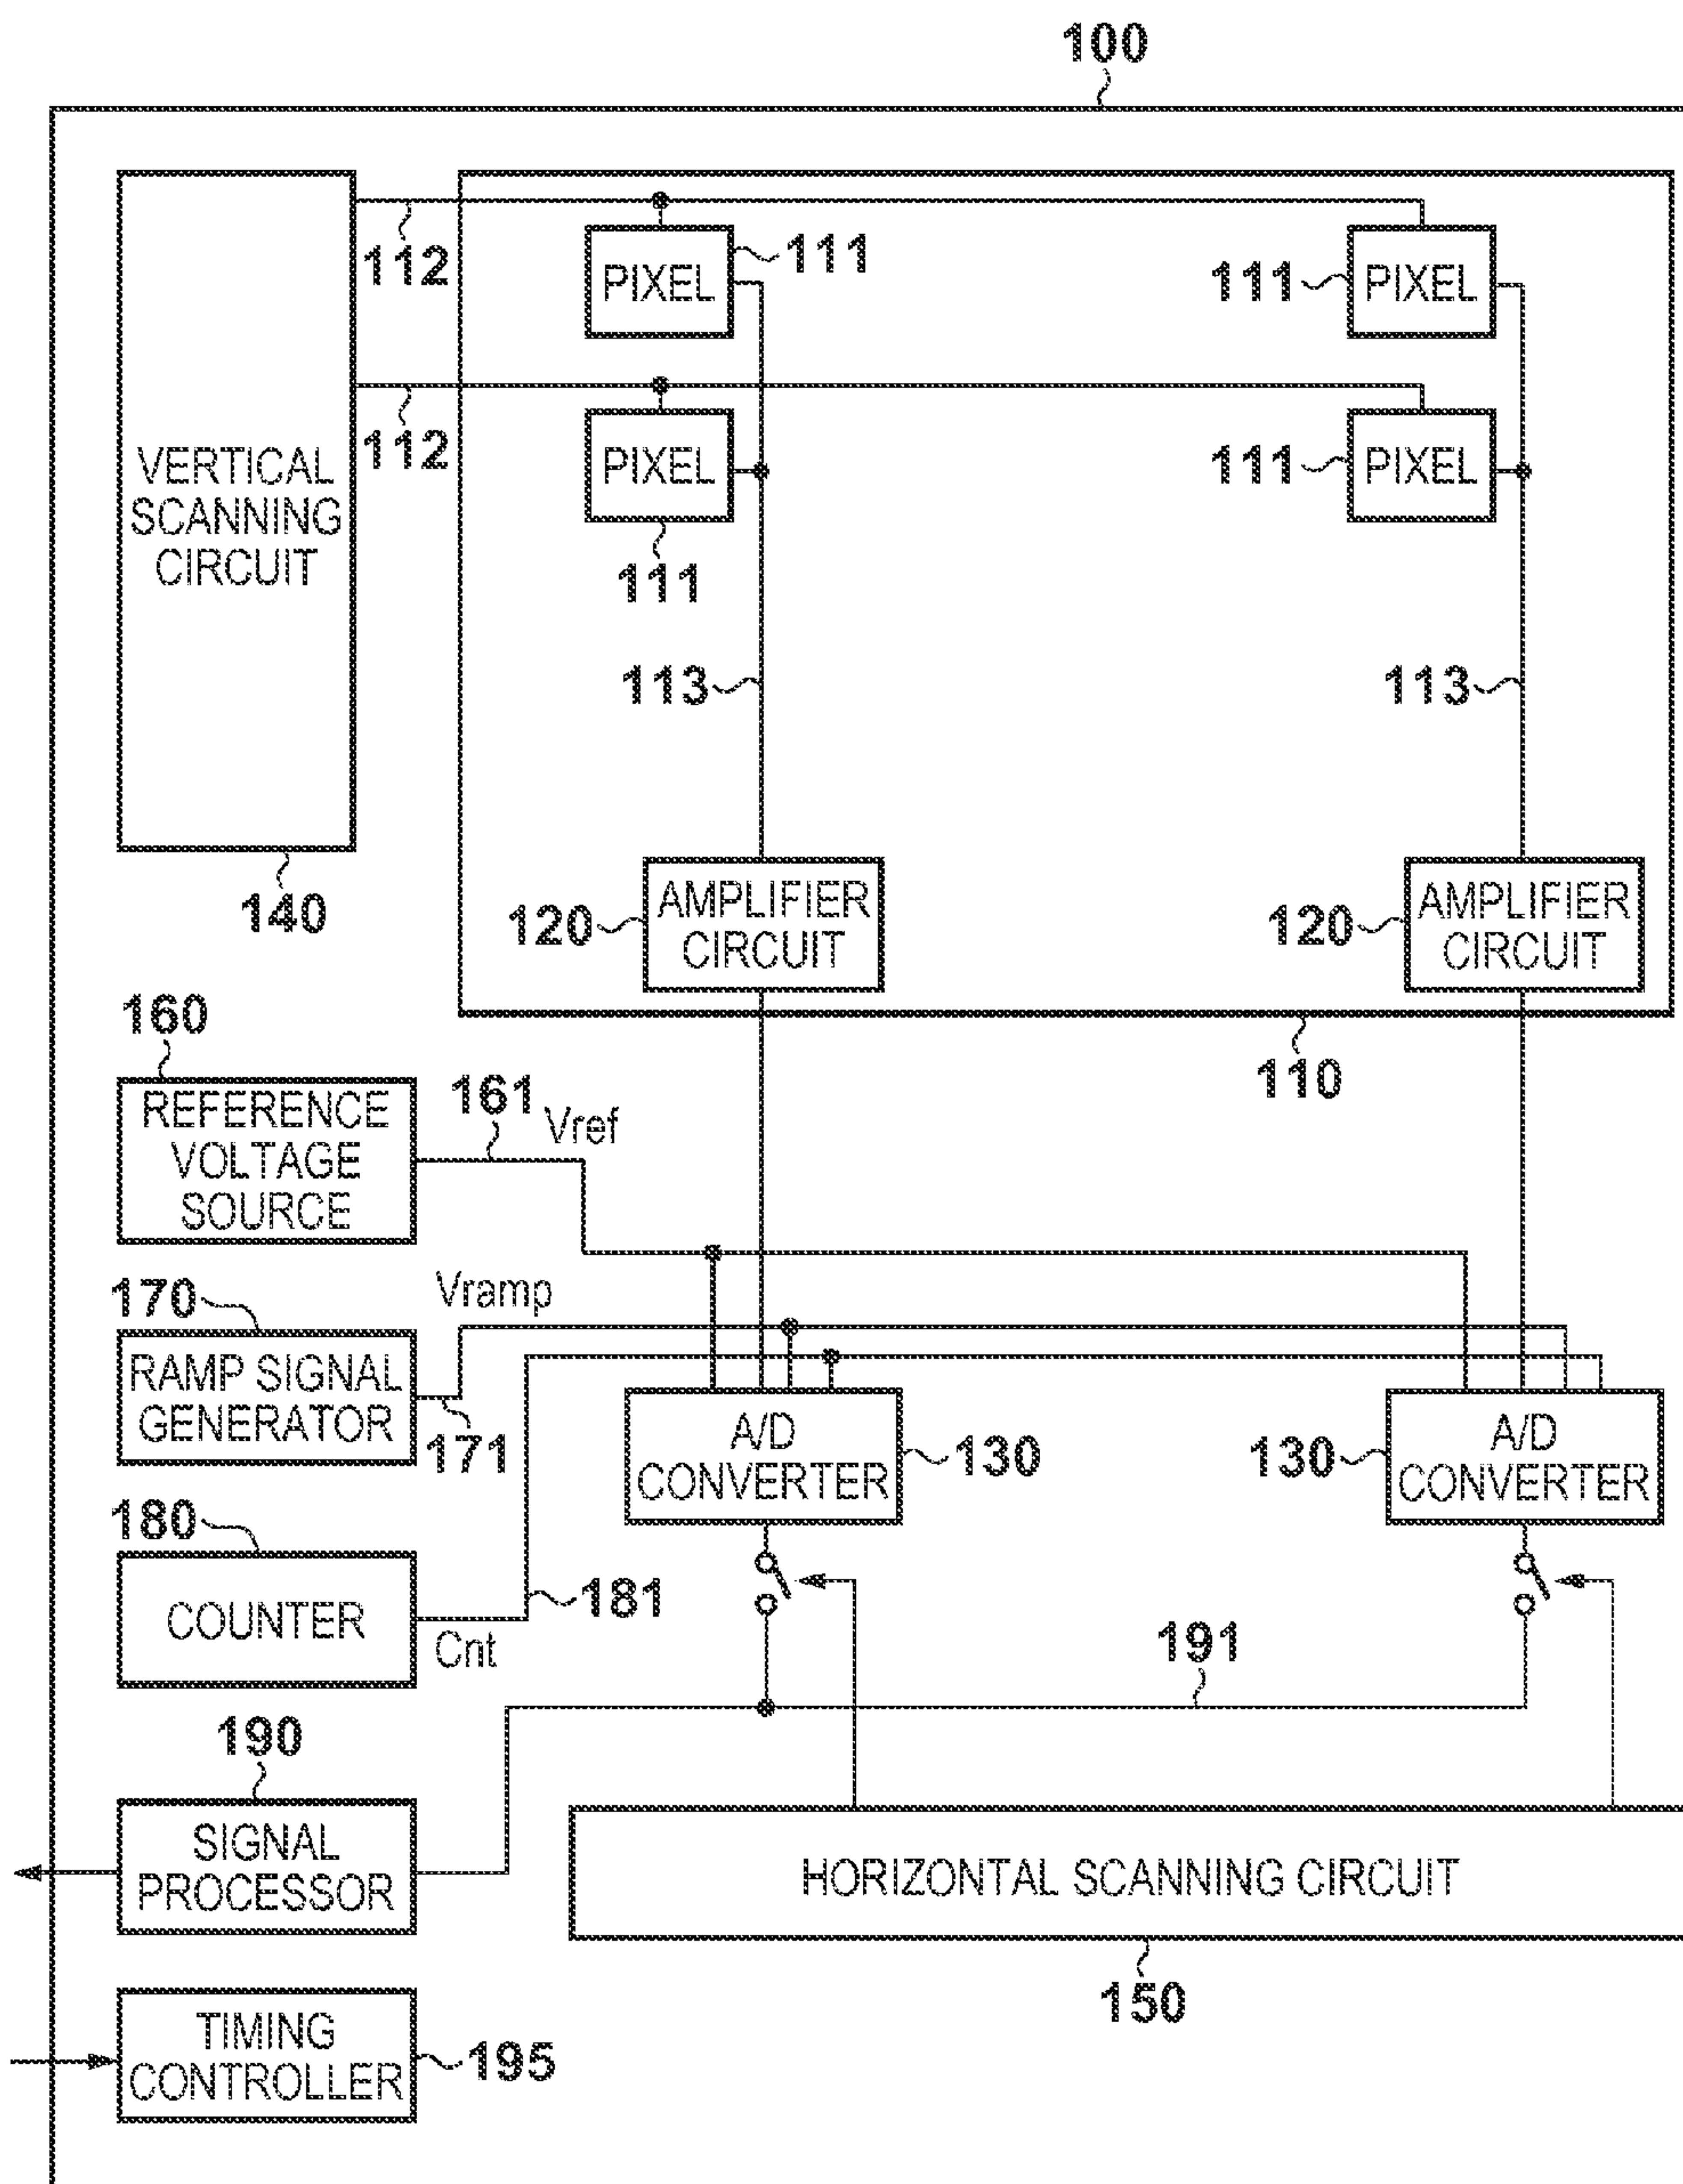 100
112
PIXEL
111
111
PIXEL
112
PIXEL
111
111
PIXEL
VERTICAL
SCANNING
CIRCUIT
140
113
113
120
AMPLIFIER
CIRCUIT
120
AMPLIFIER
CIRCUIT
110
160
REFERENCE
VOLTAGE
SOURCE
161
Vref
170
RAMP SIGNAL
GENERATOR
Vramp
171
A/D
CONVERTER
130
130
A/D
CONVERTER
180
COUNTER
Cnt
181
191
190
SIGNAL
PROCESSOR
HORIZONTAL SCANNING CIRCUIT
150
TIMING
CONTROLLER
195